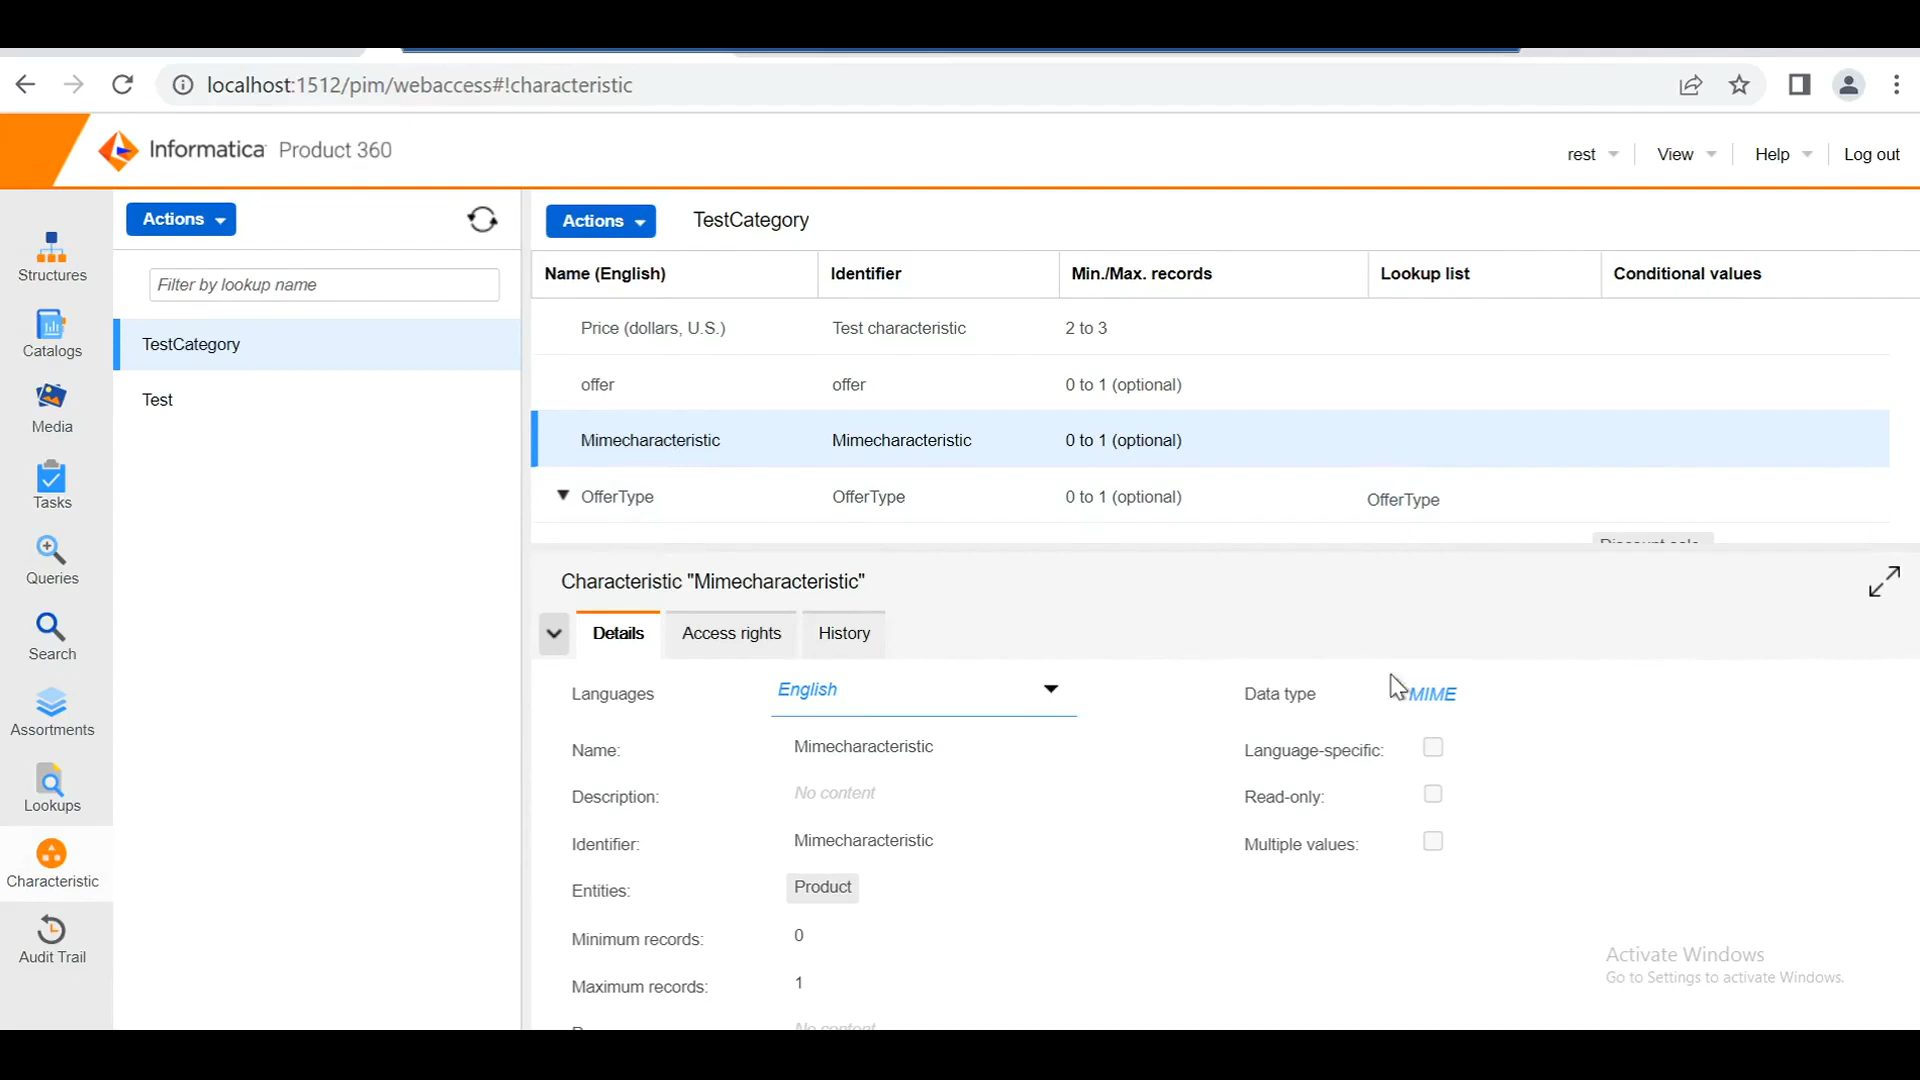 localhost:1512/pim/webaccess#!characteristic
Informatica Product 360
rest View Help Log out
Actions
Actions TestCategory
Structures
Catalogs
Media
Tasks
Queries
Search
Assortments
Lookups
Characteristic
Audit Trail
Filter by lookup name
TestCategory
Test
Name (English) Identifier Min./Max. records Lookup list Conditional values
Price (dollars, U.S.) Test characteristic 2 to 3
offer offer 0 to 1 (optional)
Mimecharacteristic Mimecharacteristic 0 to 1 (optional)
OfferType OfferType 0 to 1 (optional) OfferType
Characteristic "Mimecharacteristic"
Details Access rights History
Languages English Data type MIME
Name: Mimecharacteristic Language-specific:
Description: No content Read-only:
Identifier: Mimecharacteristic Multiple values:
Entities: Product
Minimum records: 0
Maximum records: 1
No content
Activate Windows
Go to Settings to activate Windows.